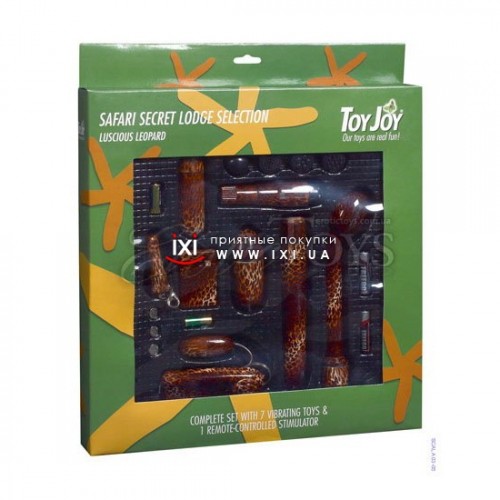 SAFARI SECRET LODGE SELECTION
LUSCIOUS LEOPARD
TOYJOY
Our toys are real fun!
iXi приятные покупки
WWW.IXI.UA
TOYS
COMPLETE SET WITH 7 VIBRATING TOYS &
1 REMOTE-CONTROLLED STIMULATOR